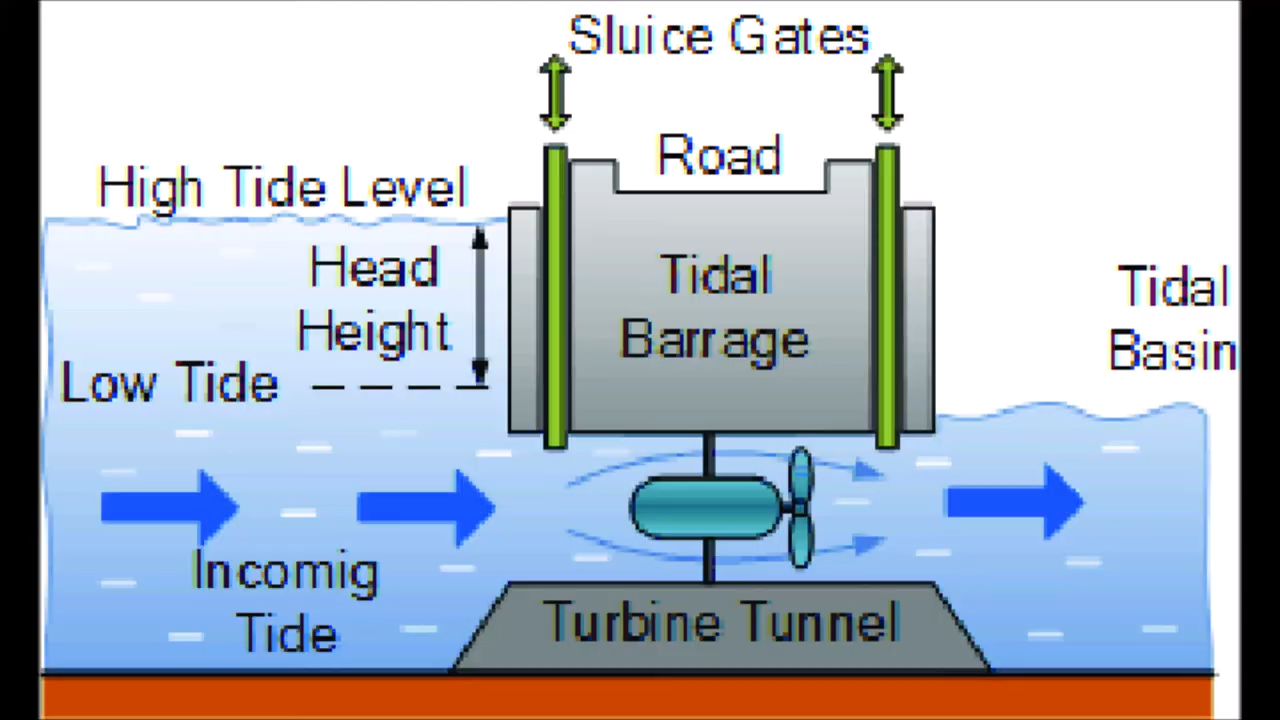 Sluice Gates
Road
High Tide Level
Head
Height
Low Tide
Tidal
Barrage
Tidal
Basin
Incomig
Tide
Turbine Tunnel